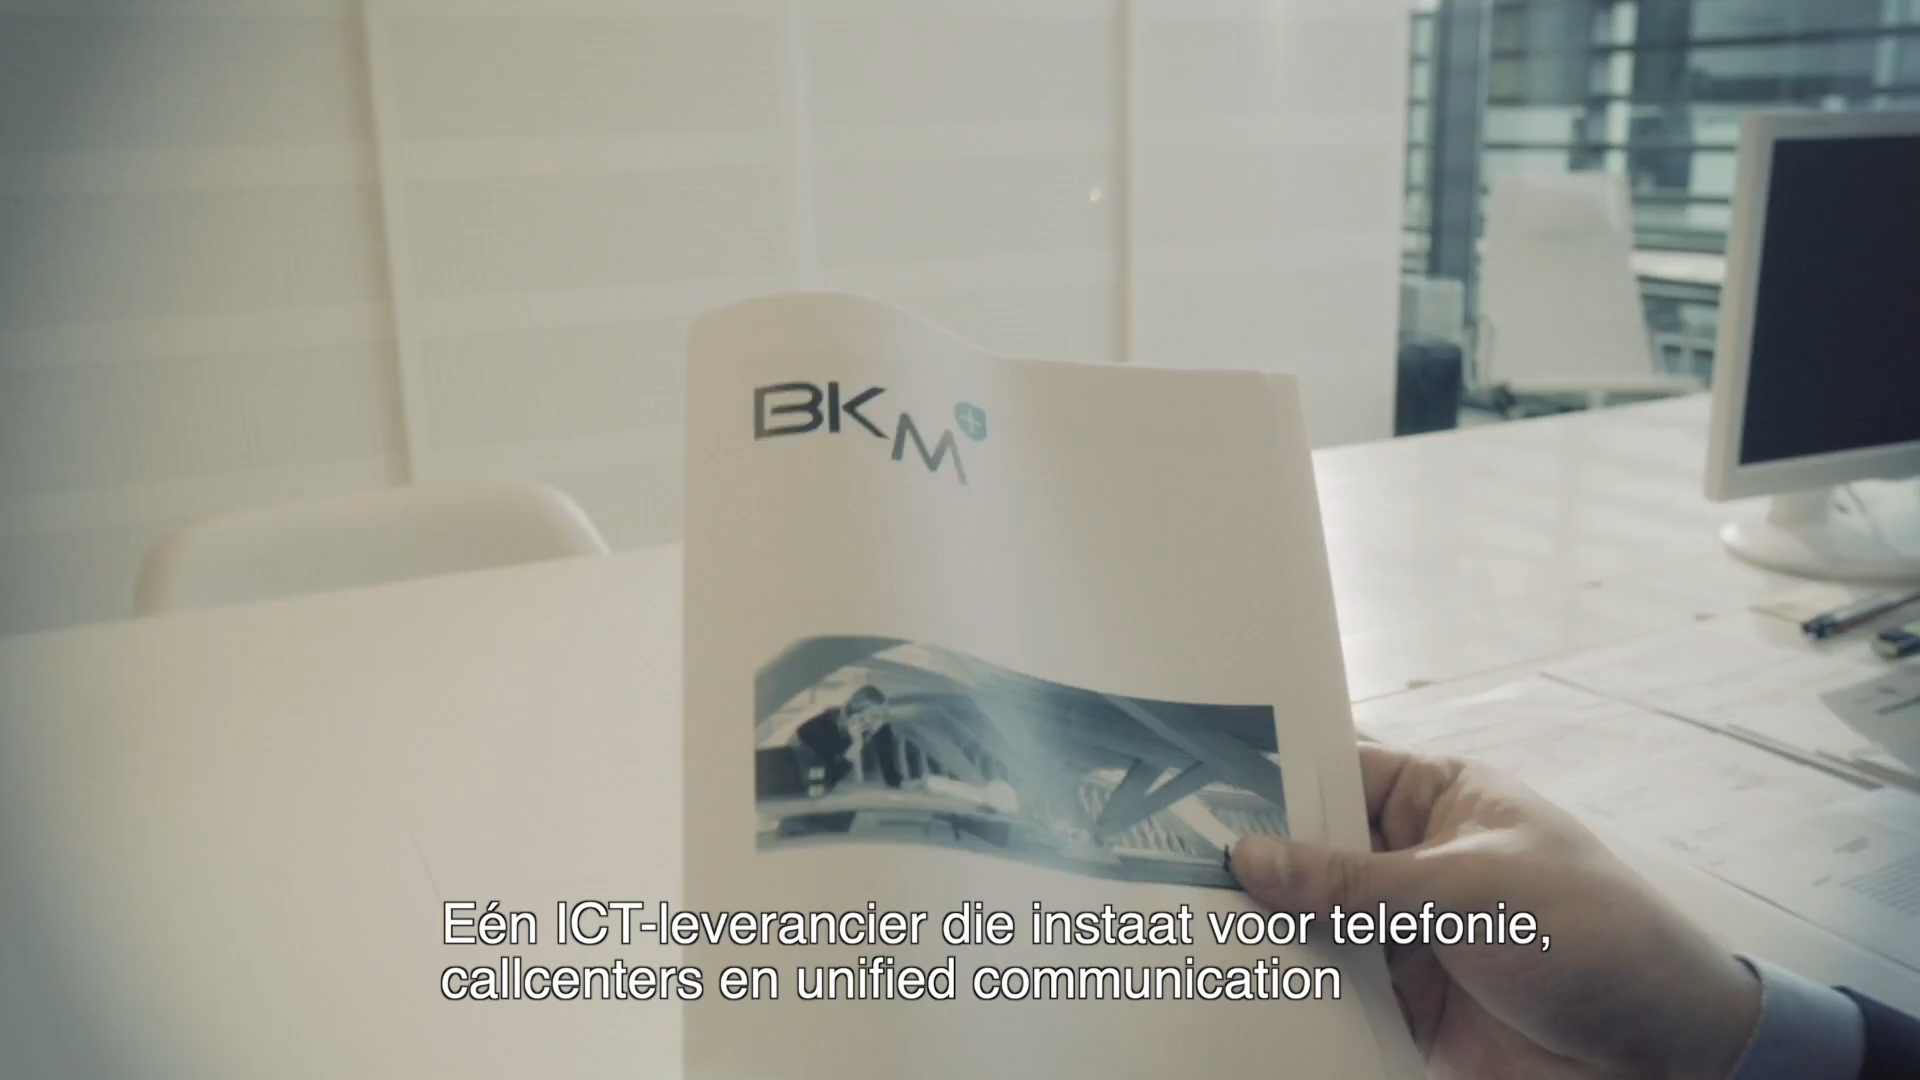 BKM+
Eén ICT-leverancier die instaat voor telefonie,
callcenters en unified communication